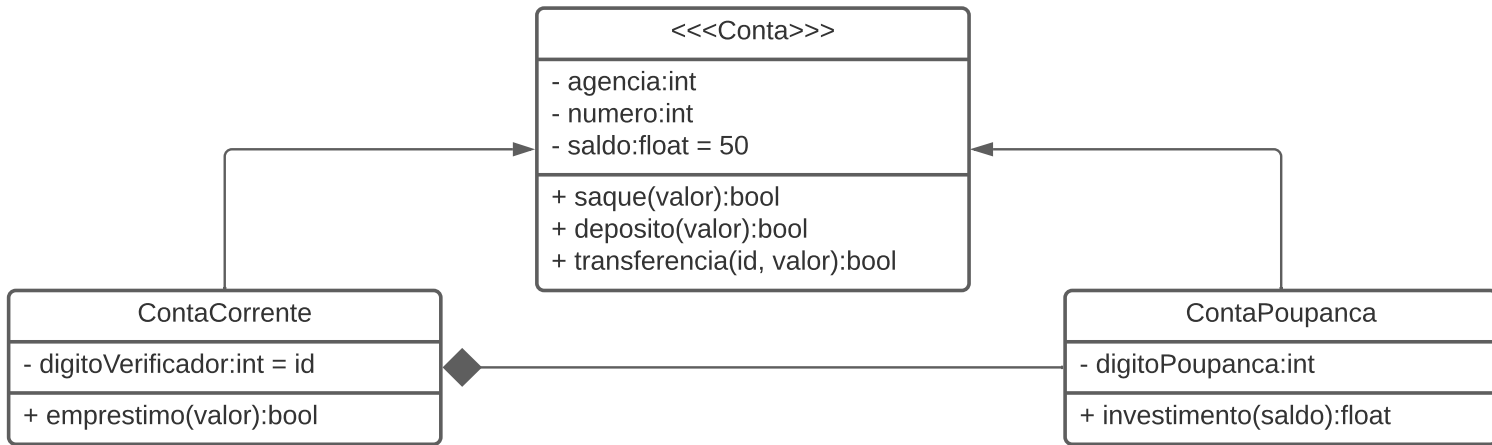 <<<Conta>>>
- agencia:int
- numero:int
- saldo:float = 50
+ saque(valor):bool
+ deposito(valor):bool
+ transferencia(id, valor):bool
ContaCorrente
- digitoVerificador:int = id
+ emprestimo(valor):bool
ContaPoupanca
- digitoPoupanca:int
+ investimento(saldo):float